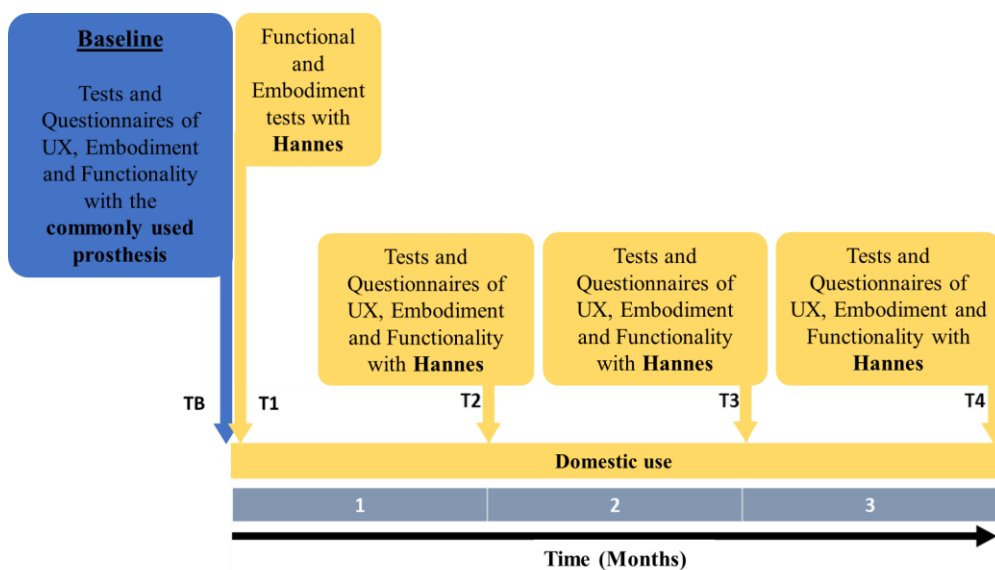 Baseline
Tests and
Questionnaires of
UX, Embodiment
and Functionality
with the
commonly used
prosthesis
Functional
and
Embodiment
tests with
Hannes
Tests and
Questionnaires of
UX, Embodiment
and Functionality
with Hannes
Tests and
Questionnaires of
UX, Embodiment
and Functionality
with Hannes
Tests and
Questionnaires of
UX, Embodiment and
Functionality with
Hannes
TB
T1
T2
T3
T4
Domestic use
1
2
3
Time (Months)